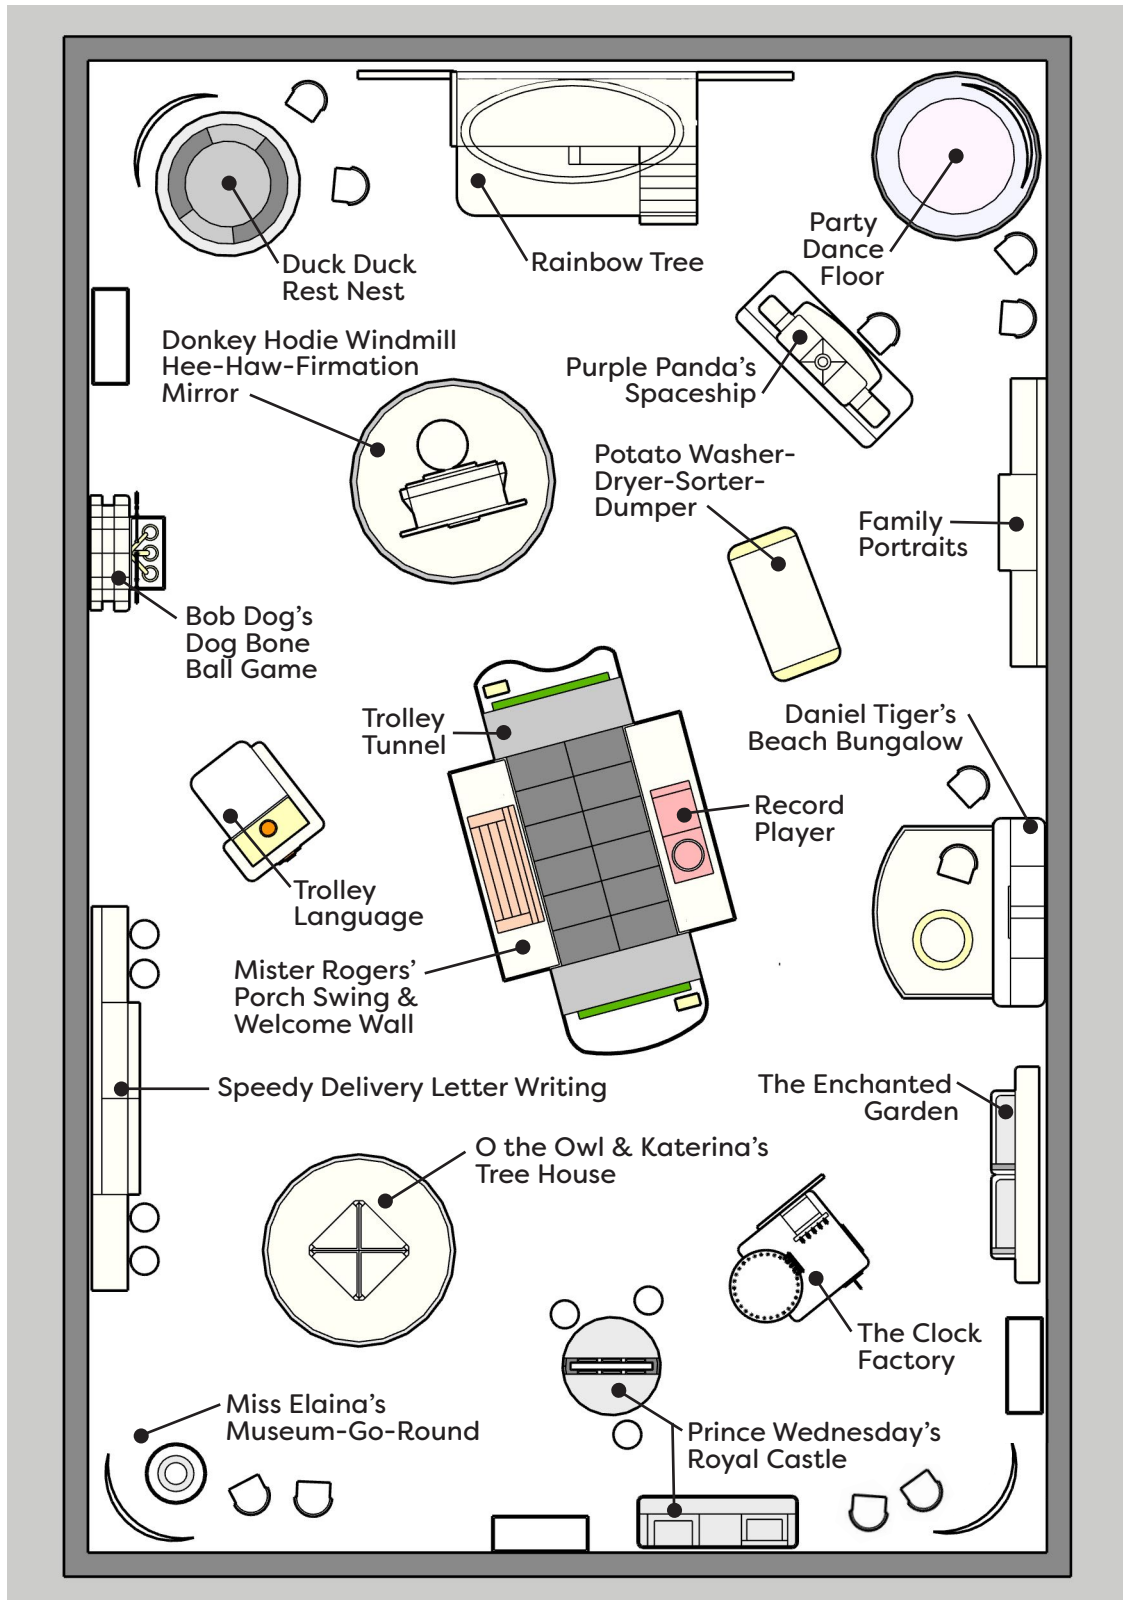 Duck Duck
Rest Nest
Rainbow Tree
Party
Dance
Floor
Donkey Hodie Windmill
Hee-Haw-Firmation
Mirror
Purple Panda's
Spaceship
Potato Washer-
Dryer-Sorter-
Dumper
Family
Portraits
Bob Dog's
Dog Bone
Ball Game
Trolley
Tunnel
Daniel Tiger's
Beach Bungalow
Record
Player
Trolley
Language
Mister Rogers'
Porch Swing &
Welcome Wall
Speedy Delivery Letter Writing
The Enchanted
Garden
O the Owl & Katerina's
Tree House
The Clock
Factory
Miss Elaina's
Museum-Go-Round
Prince Wednesday's
Royal Castle